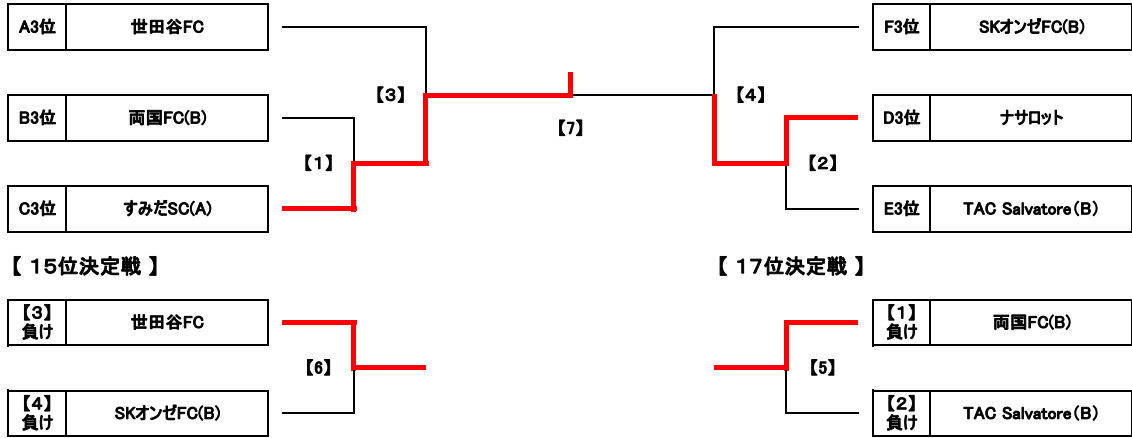 A3位 世田谷FC
F3位 SKオンゼFC(B)
【3】
【4】
B3位 両国FC(B)
【7】
D3位 ナサロット
【1】
【2】
C3位 すみだSC(A)
E3位 TAC Salvatore(B)
【 15位決定戦 】
【 17位決定戦 】
【3】
負け
世田谷FC
【1】
負け
両国FC(B)
【6】
【5】
【4】
負け
SKオンゼFC(B)
【2】
負け
TAC Salvatore(B)